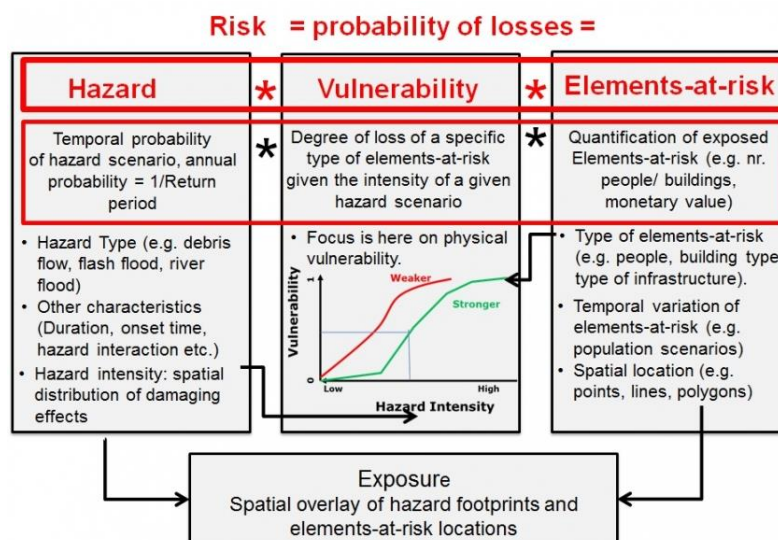 Risk = probability of losses =
Hazard * Vulnerability * Elements-at-risk
Temporal probability
of hazard scenario, annual
probability = 1/Return
period
*
Degree of loss of a specific
type of elements-at-risk
given the intensity of a given
hazard scenario
*
Quantification of exposed
Elements-at-risk (e.g. nr.
people/ buildings,
monetary value)
• Hazard Type (e.g. debris
flow, flash flood, river
flood)
• Other characteristics
(Duration, onset time,
hazard interaction etc.)
• Hazard intensity: spatial
distribution of damaging
effects
• Focus is here on physical
vulnerability.
1
Weaker
Stronger
Vulnerability
0
Low
High
Hazard Intensity
• Type of elements-at-risk
(e.g. people, building type
type of infrastructure).
• Temporal variation of
elements-at-risk (e.g.
population scenarios)
• Spatial location (e.g.
points, lines, polygons)
Exposure
Spatial overlay of hazard footprints and
elements-at-risk locations